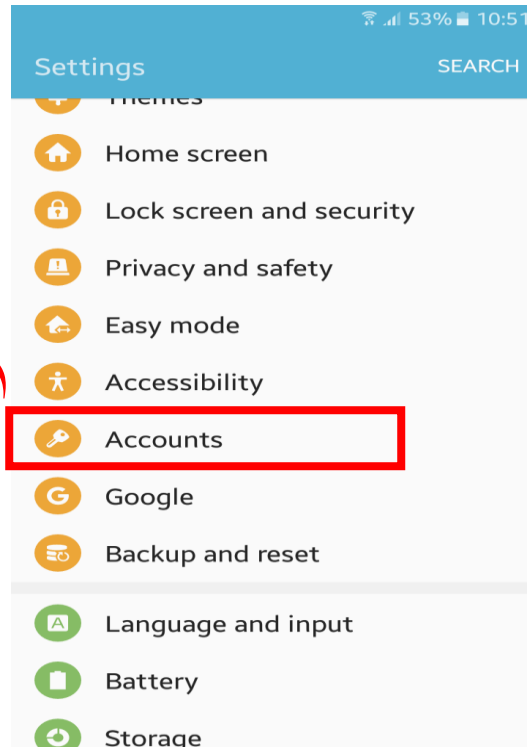 53% 10:51
Settings SEARCH
Themes
Home screen
Lock screen and security
Privacy and safety
Easy mode
Accessibility
Accounts
G Google
Backup and reset
A Language and input
Battery
Storage